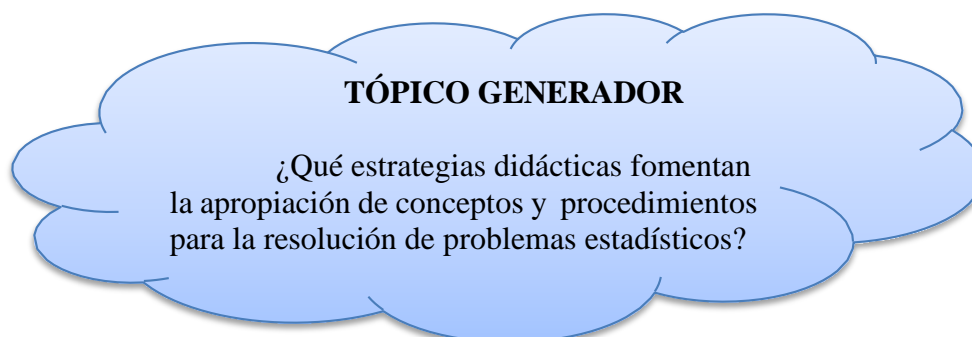 TÓPICO GENERADOR
¿Qué estrategias didácticas fomentan
la apropiación de conceptos y procedimientos
para la resolución de problemas estadísticos?